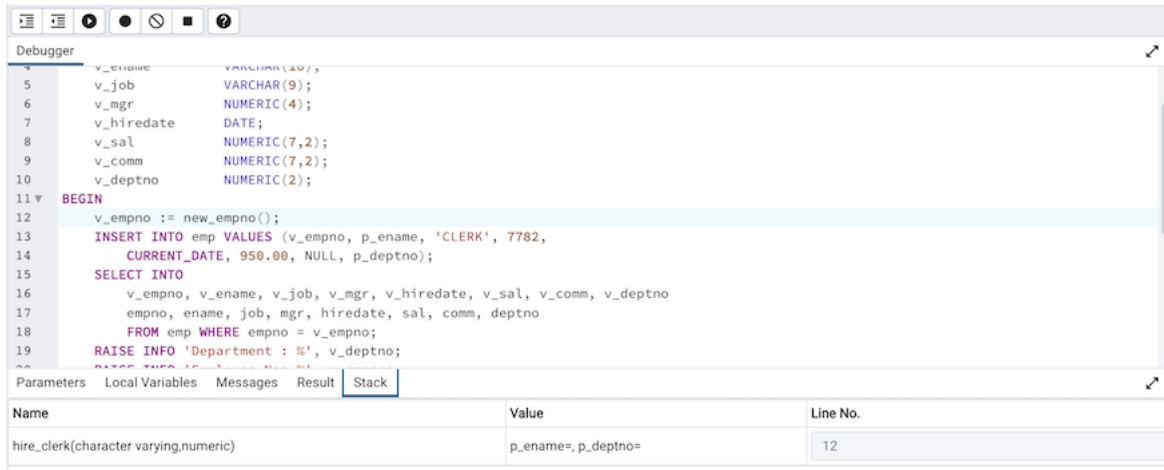 Debugger
4 v_ename VARCHAR(10);
5 v_job VARCHAR(9);
6 v_mgr NUMERIC(4);
7 v_hiredate DATE;
8 v_sal NUMERIC(7,2);
9 v_comm NUMERIC(7,2);
10 v_deptno NUMERIC(2);
11 BEGIN
12 v_empno := new_empno();
13 INSERT INTO emp VALUES (v_empno, p_ename, 'CLERK', 7782,
14 CURRENT_DATE, 950.00, NULL, p_deptno);
15 SELECT INTO
16 v_empno, v_ename, v_job, v_mgr, v_hiredate, v_sal, v_comm, v_deptno
17 empno, ename, job, mgr, hiredate, sal, comm, deptno
18 FROM emp WHERE empno = v_empno;
19 RAISE INFO 'Department : %', v_deptno;
Parameters Local Variables Messages Result Stack
Name Value Line No.
hire_clerk(character varying,numeric) p_ename=, p_deptno= 12